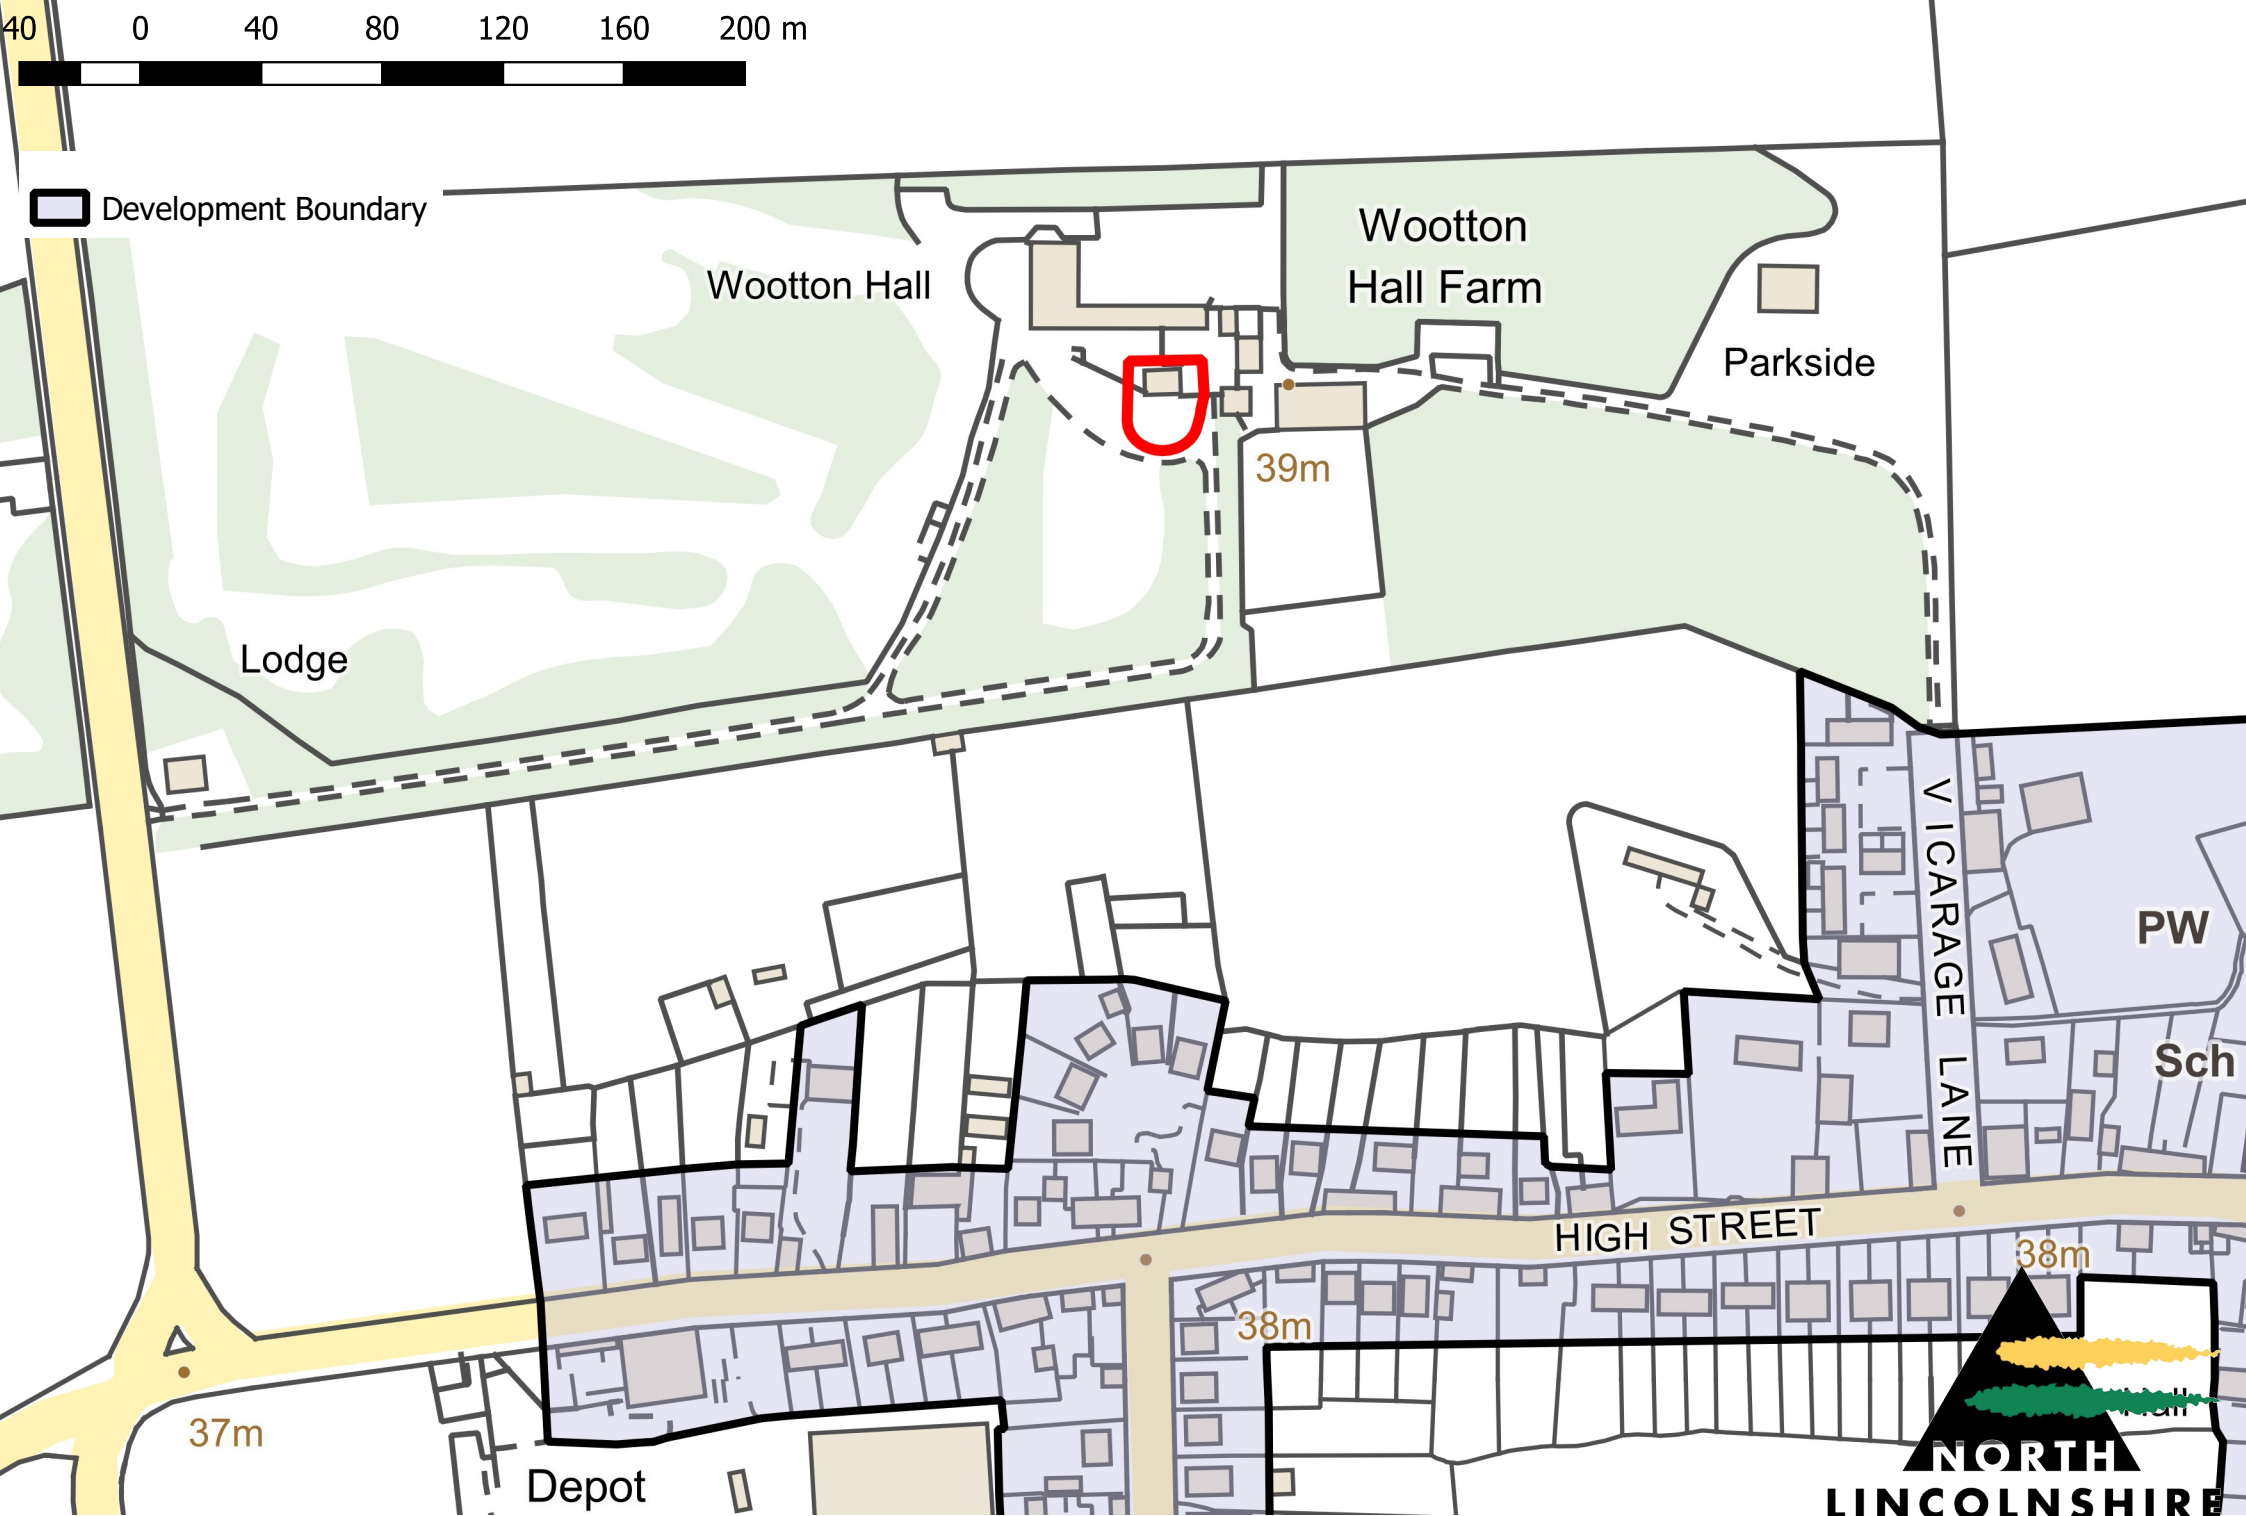 40 0 40 80 120 160 200 m
Development Boundary
Wootton
Hall Farm
Wootton Hall
Parkside
39m
Lodge
VICARAGE LANE
PW
Sch
HIGH STREET
38m
38m
37m
Depot
NORTH
LINCOLNSHIRE